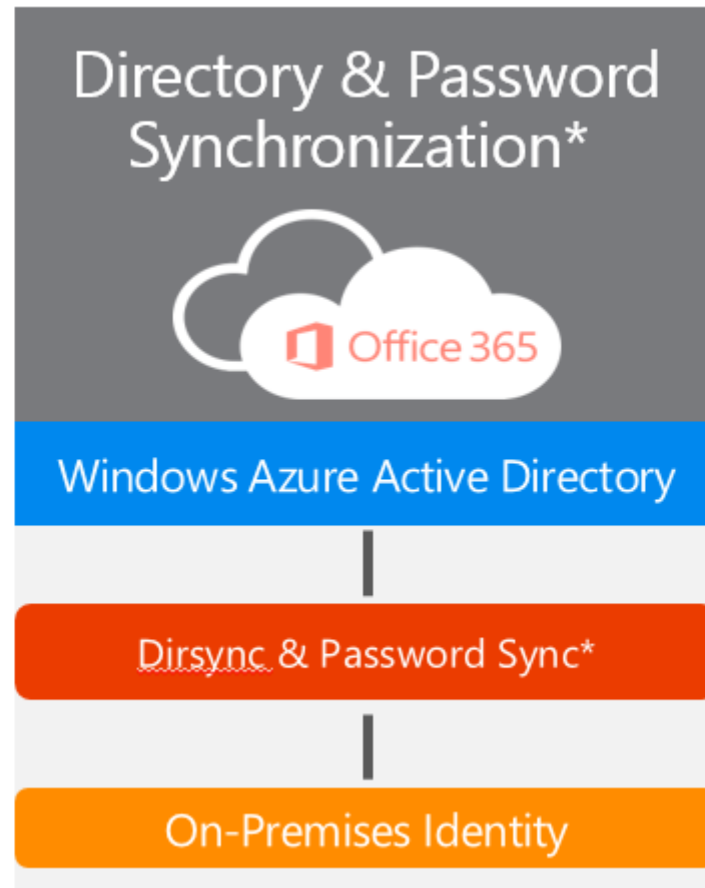 Directory & Password
Synchronization*
Office 365
Windows Azure Active Directory
Dirsync & Password Sync*
On-Premises Identity